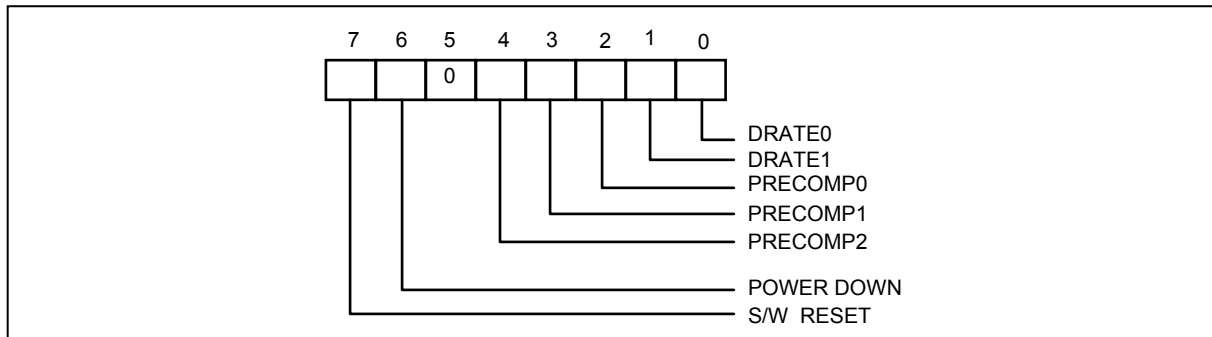 7 6 5 4 3 2 1 0
0
DRATE0
DRATE1
PRECOMP0
PRECOMP1
PRECOMP2
POWER DOWN
S/W RESET